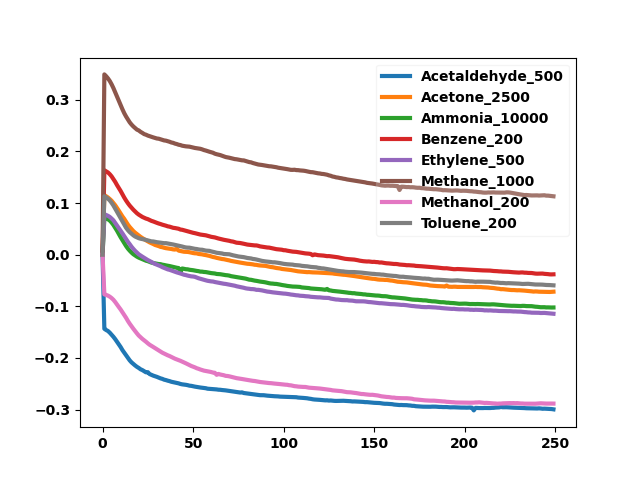 Acetaldehyde_500
Acetone_2500
Ammonia_10000
Benzene_200
Ethylene_500
Methane_1000
Methanol_200
Toluene_200
0.3
0.2
0.1
0.0
−0.1
−0.2
−0.3
0 50 100 150 200 250